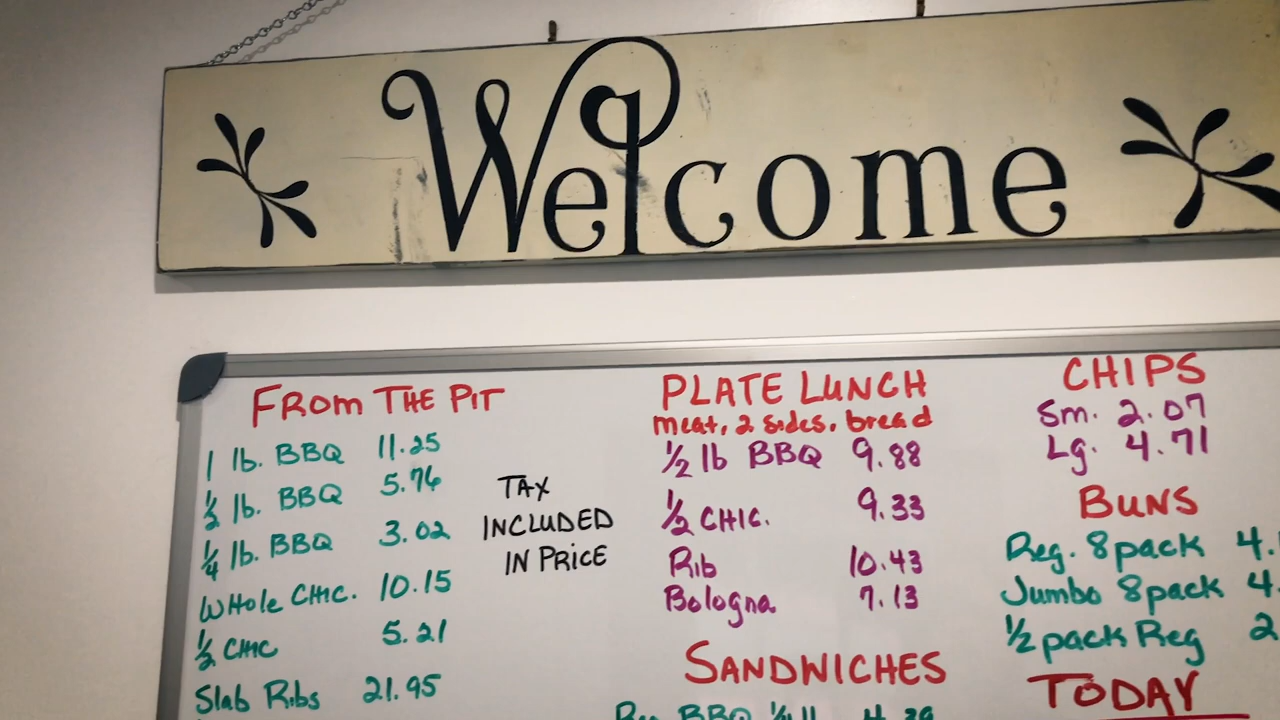 Welcome
FROM THE PIT
1 lb. BBQ 11.25
½ lb. BBQ 5.76
¼ lb. BBQ 3.02
WHole CHIC. 10.15
½ CHIC 5.21
Slab Ribs 21.95
TAX
INCLUDED
IN PRICE
PLATE LUNCH
meat, 2 sides, bread
½ lb BBQ 9.88
½ CHIC. 9.33
Rib 10.43
Bologna 7.13
SANDWICHES
BBQ
CHIPS
Sm. 2.07
Lg. 4.71
BUNS
Reg. 8 pack 4.
Jumbo 8 pack 4.
½ pack Reg 2
TODAY